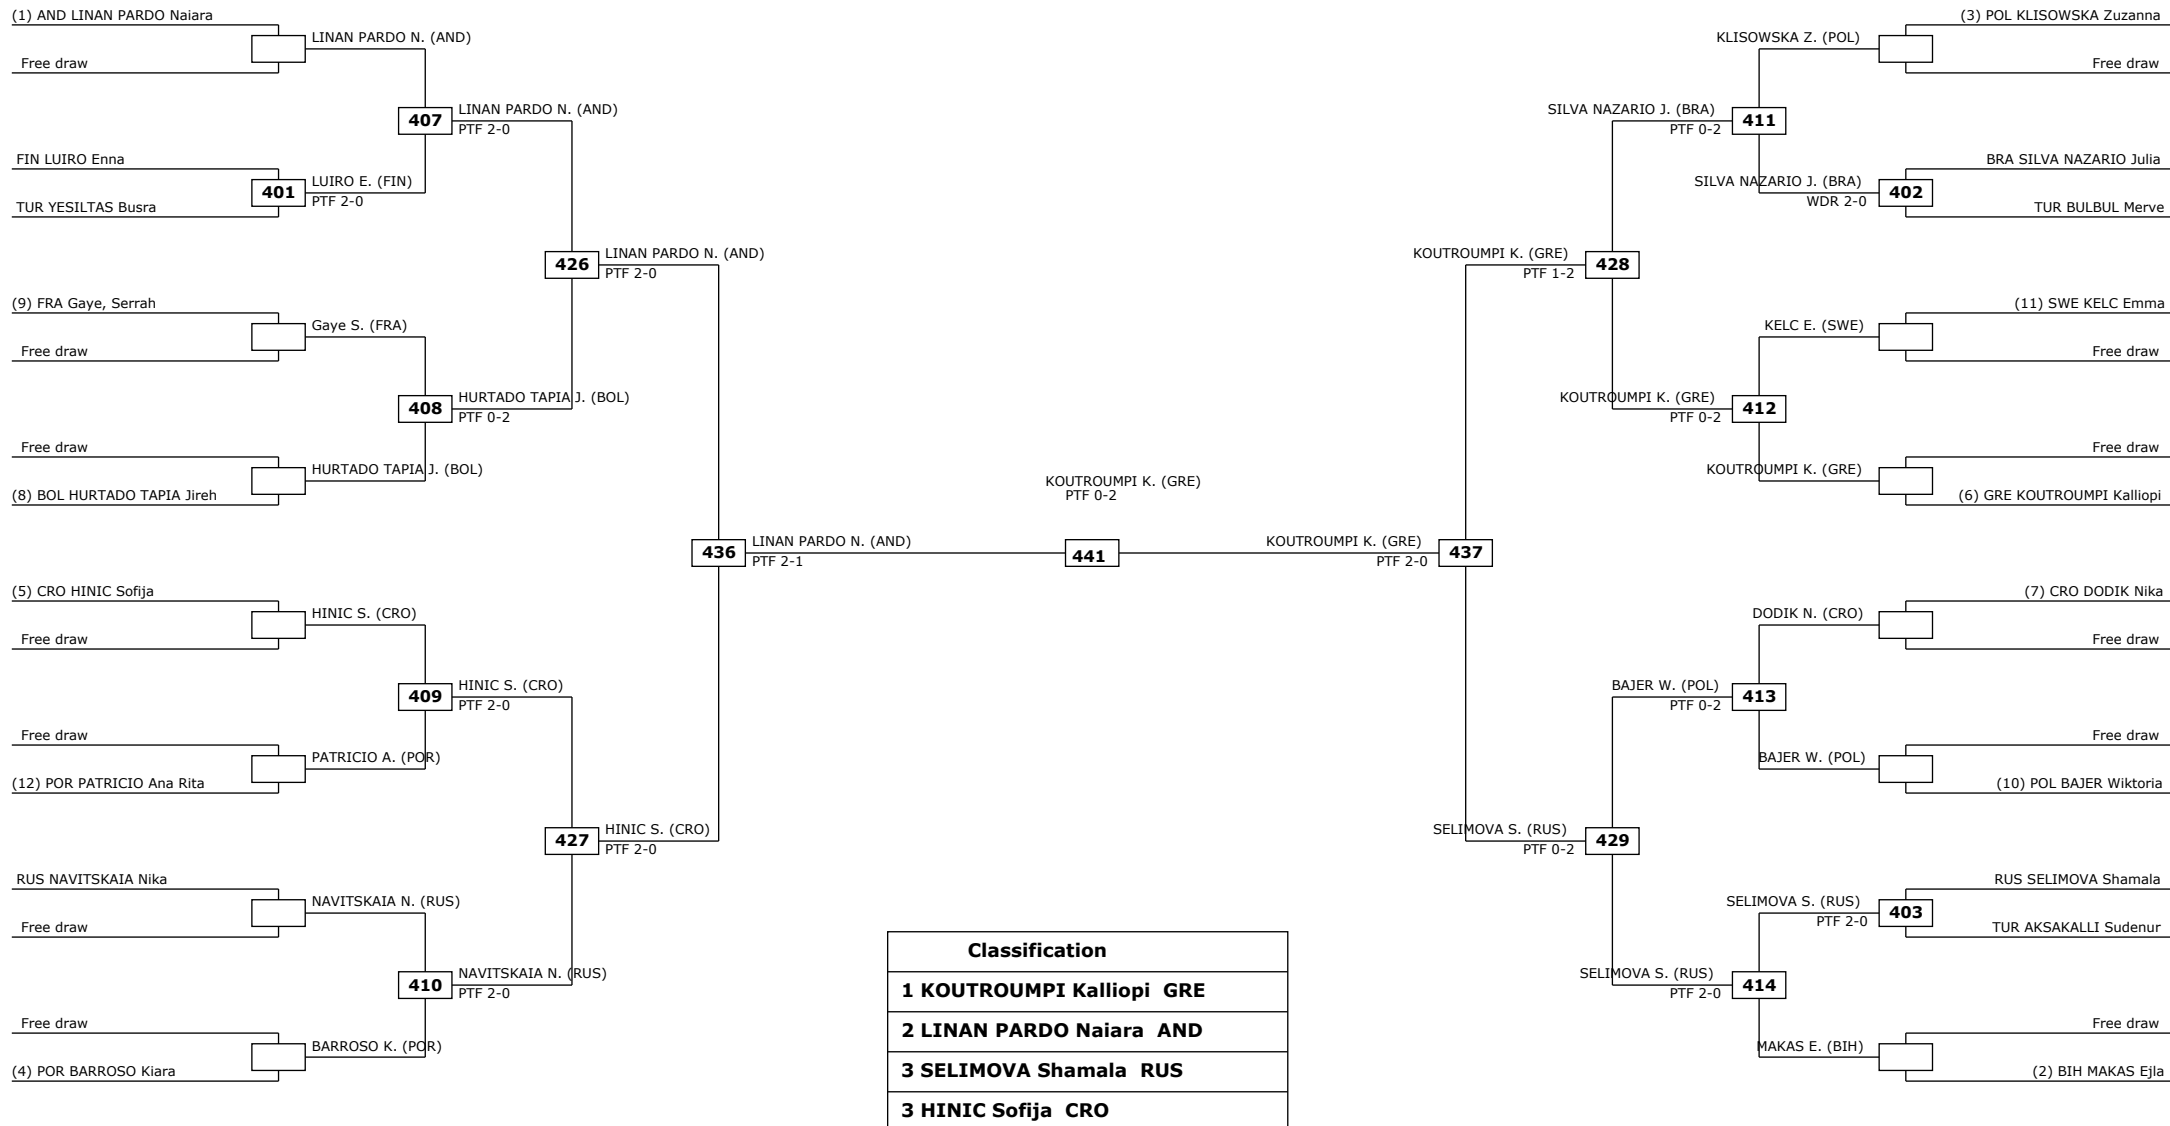 (1) AND LINAN PARDO Naiara
LINAN PARDO N. (AND)
Free draw
407
LINAN PARDO N. (AND)
PTF 2-0
FIN LUIRO Enna
401
LUIRO E. (FIN)
PTF 2-0
TUR YESILTAS Busra
426
LINAN PARDO N. (AND)
PTF 2-0
(9) FRA Gaye, Serrah
Gaye S. (FRA)
Free draw
408
HURTADO TAPIA J. (BOL)
PTF 0-2
Free draw
HURTADO TAPIA J. (BOL)
(8) BOL HURTADO TAPIA Jireh
436
LINAN PARDO N. (AND)
PTF 2-1
(5) CRO HINIC Sofija
HINIC S. (CRO)
Free draw
409
HINIC S. (CRO)
PTF 2-0
Free draw
PATRICIO A. (POR)
(12) POR PATRICIO Ana Rita
427
HINIC S. (CRO)
PTF 2-0
RUS NAVITSKAIA Nika
NAVITSKAIA N. (RUS)
Free draw
410
NAVITSKAIA N. (RUS)
PTF 2-0
Free draw
BARROSO K. (POR)
(4) POR BARROSO Kiara
KOUTROUMPI K. (GRE)
PTF 0-2
441
(3) POL KLISOWSKA Zuzanna
KLISOWSKA Z. (POL)
Free draw
SILVA NAZARIO J. (BRA)
PTF 0-2
411
BRA SILVA NAZARIO Julia
SILVA NAZARIO J. (BRA)
WDR 2-0
402
TUR BULBUL Merve
KOUTROUMPI K. (GRE)
PTF 1-2
428
(11) SWE KELC Emma
KELC E. (SWE)
Free draw
KOUTROUMPI K. (GRE)
PTF 0-2
412
Free draw
KOUTROUMPI K. (GRE)
(6) GRE KOUTROUMPI Kalliopi
KOUTROUMPI K. (GRE)
PTF 2-0
437
(7) CRO DODIK Nika
DODIK N. (CRO)
Free draw
BAJER W. (POL)
PTF 0-2
413
Free draw
BAJER W. (POL)
(10) POL BAJER Wiktoria
SELIMOVA S. (RUS)
PTF 0-2
429
RUS SELIMOVA Shamala
SELIMOVA S. (RUS)
PTF 2-0
403
TUR AKSAKALLI Sudenur
SELIMOVA S. (RUS)
PTF 2-0
414
Free draw
MAKAS E. (BIH)
(2) BIH MAKAS Ejla
Classification
1 KOUTROUMPI Kalliopi GRE
2 LINAN PARDO Naiara AND
3 SELIMOVA Shamala RUS
3 HINIC Sofija CRO